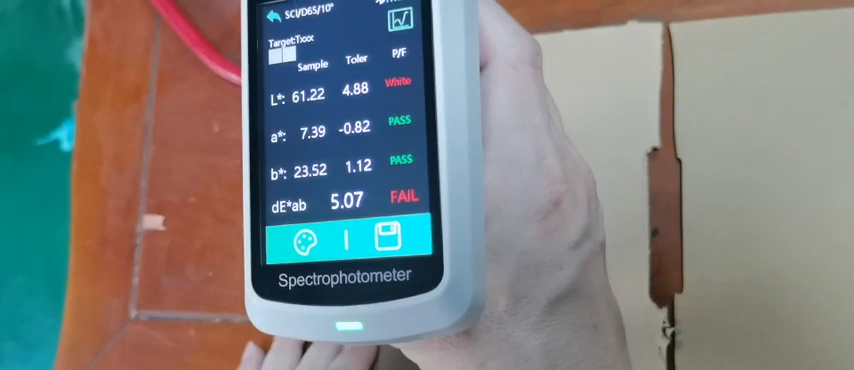 SCI/D65/10°
Target:Txxx
Sample Toler P/F
L*: 61.22 4.88 White
a*: 7.39 -0.82 PASS
b*: 23.52 1.12 PASS
dE*ab 5.07 FAIL
Spectrophotometer